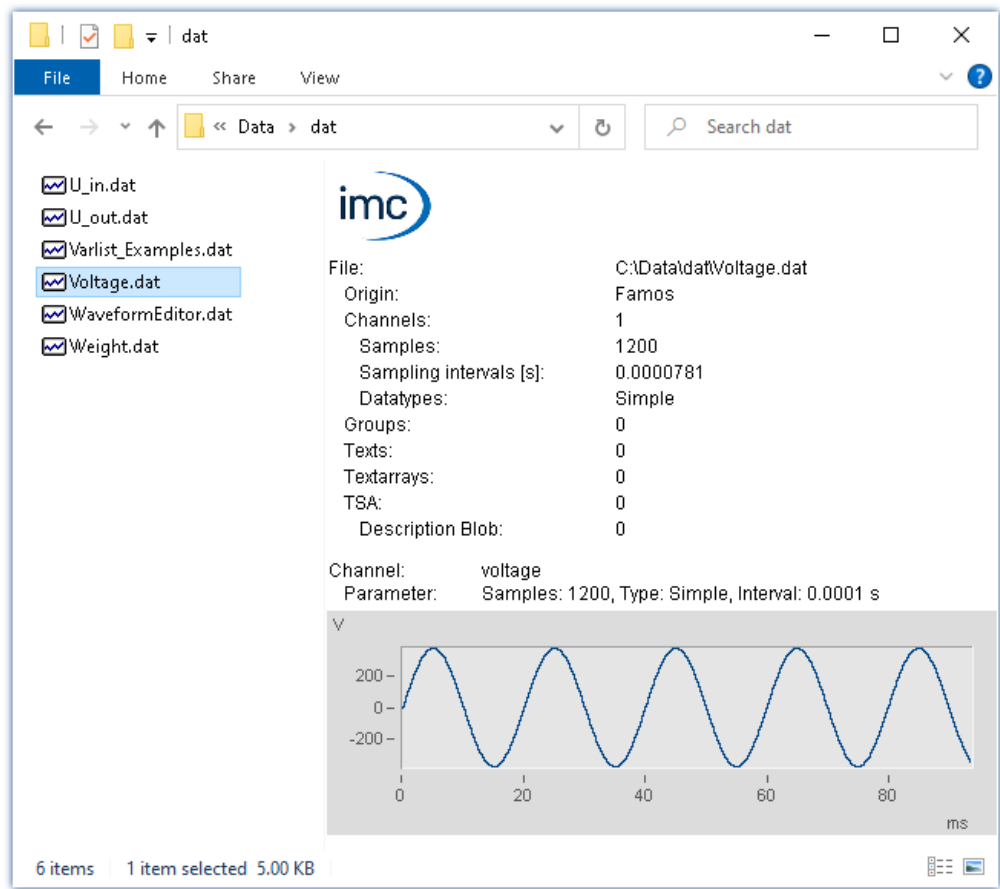 dat
File Home Share View
« Data > dat
Search dat
U_in.dat
U_out.dat
Varlist_Examples.dat
Voltage.dat
WaveformEditor.dat
Weight.dat
imc
File: C:\Data\dat\Voltage.dat
Origin: Famos
Channels: 1
Samples: 1200
Sampling intervals [s]: 0.0000781
Datatypes: Simple
Groups: 0
Texts: 0
Textarrays: 0
TSA: 0
Description Blob: 0
Channel: voltage
Parameter: Samples: 1200, Type: Simple, Interval: 0.0001 s
V
200
0
-200
0 20 40 60 80
ms
6 items 1 item selected 5.00 KB